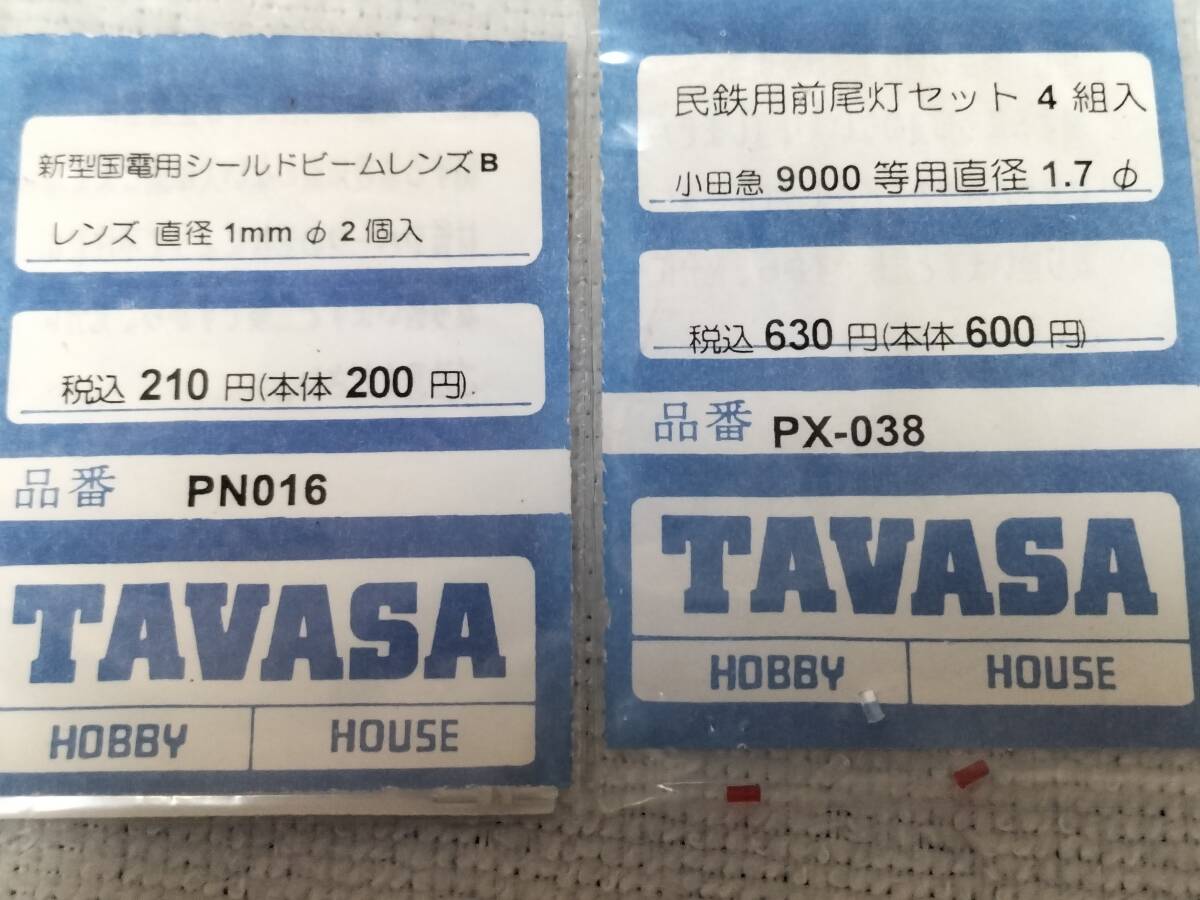 新型国電用シールドビームレンズB
レンズ 直径 1mm φ 2個入
税込 210 円(本体 200 円).
品番 PN016
TAVASA
HOBBY HOUSE
民鉄用前尾灯セット 4 組入
小田急 9000 等用直径 1.7 φ
税込 630 円(本体 600 円)
品番 PX-038
TAVASA
HOBBY HOUSE